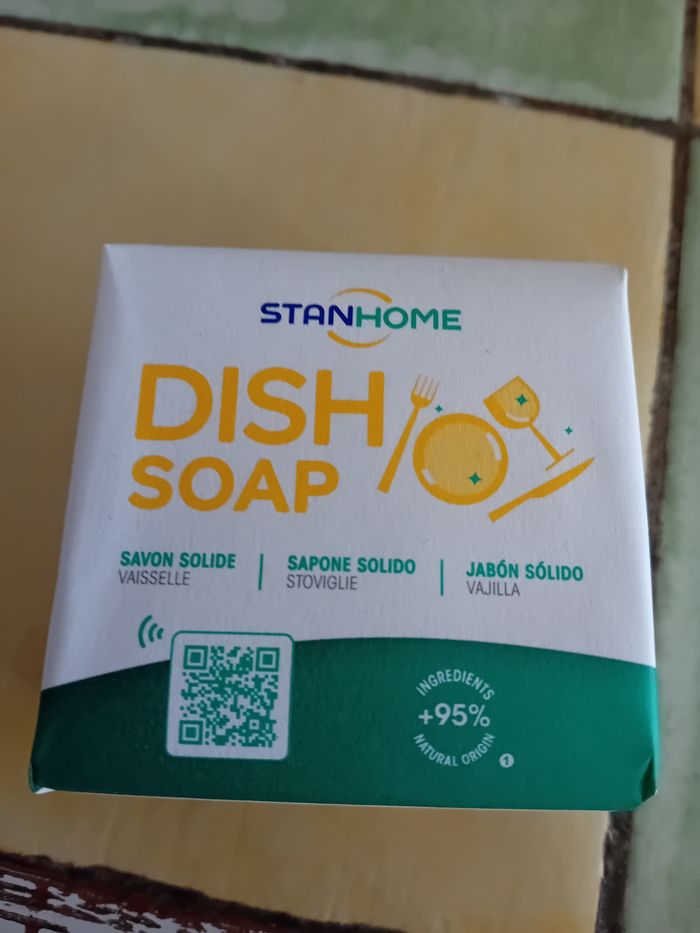 STANHOME
DISH
SOAP
SAVON SOLIDE
VAISSELLE
SAPONE SOLIDO
STOVIGLIE
JABÓN SÓLIDO
VAJILLA
INGREDIENTS
+95%
NATURAL ORIGIN
1